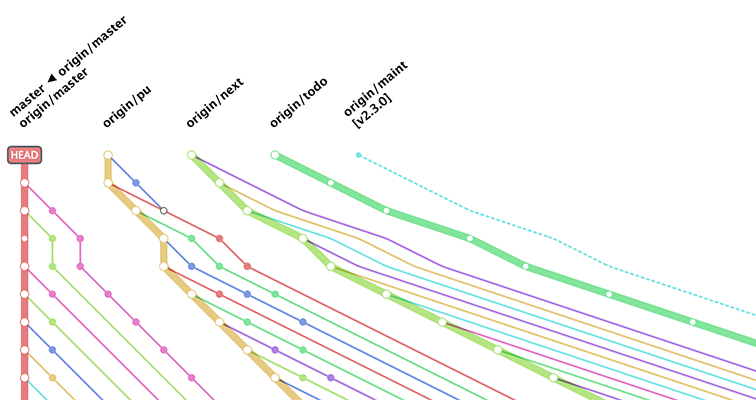 master ◀ origin/master
origin/master
origin/pu
origin/next
origin/todo
origin/maint
[v2.3.0]
HEAD